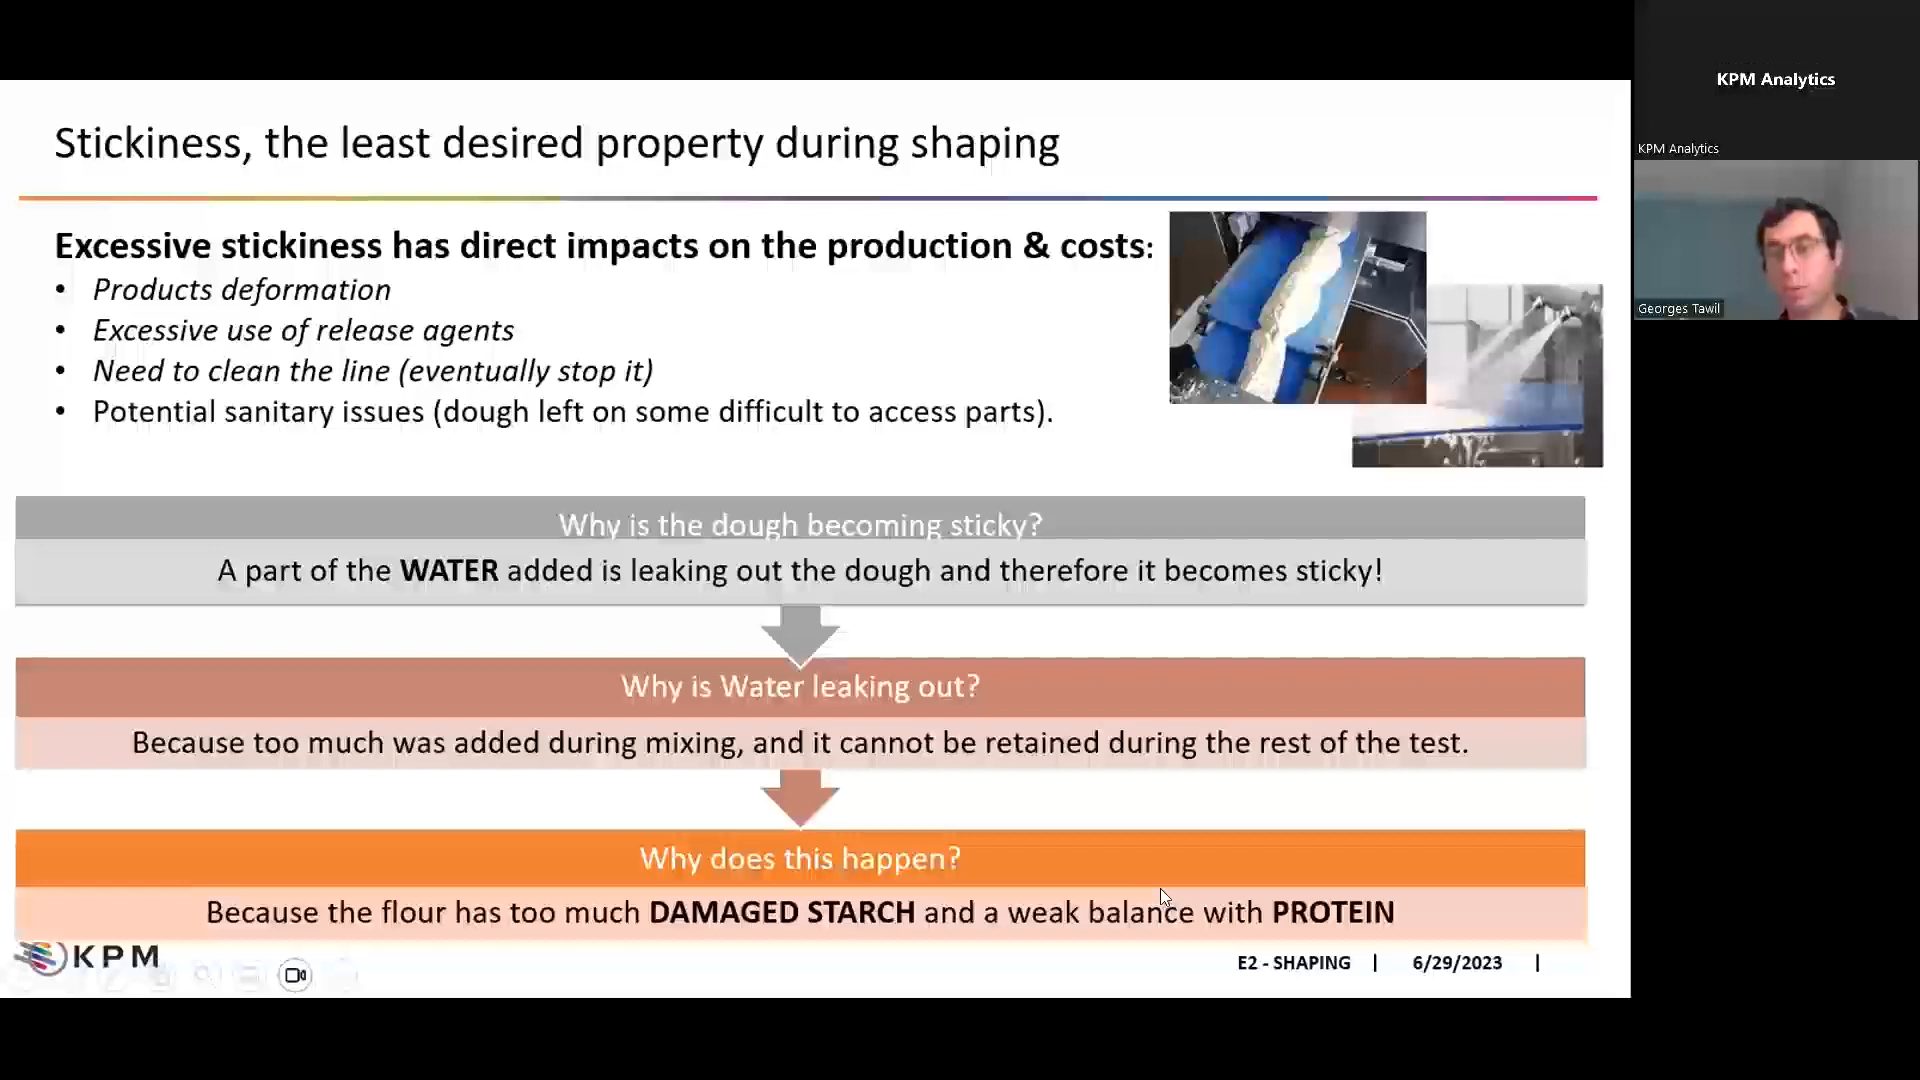 Stickiness, the least desired property during shaping
Excessive stickiness has direct impacts on the production & costs:
• Products deformation
• Excessive use of release agents
• Need to clean the line (eventually stop it)
• Potential sanitary issues (dough left on some difficult to access parts).
Why is the dough becoming sticky?
A part of the WATER added is leaking out the dough and therefore it becomes sticky!
Why is Water leaking out?
Because too much was added during mixing, and it cannot be retained during the rest of the test.
Why does this happen?
Because the flour has too much DAMAGED STARCH and a weak balance with PROTEIN
KPM
E2 - SHAPING | 6/29/2023 |
KPM Analytics
KPM Analytics
Georges Tawil